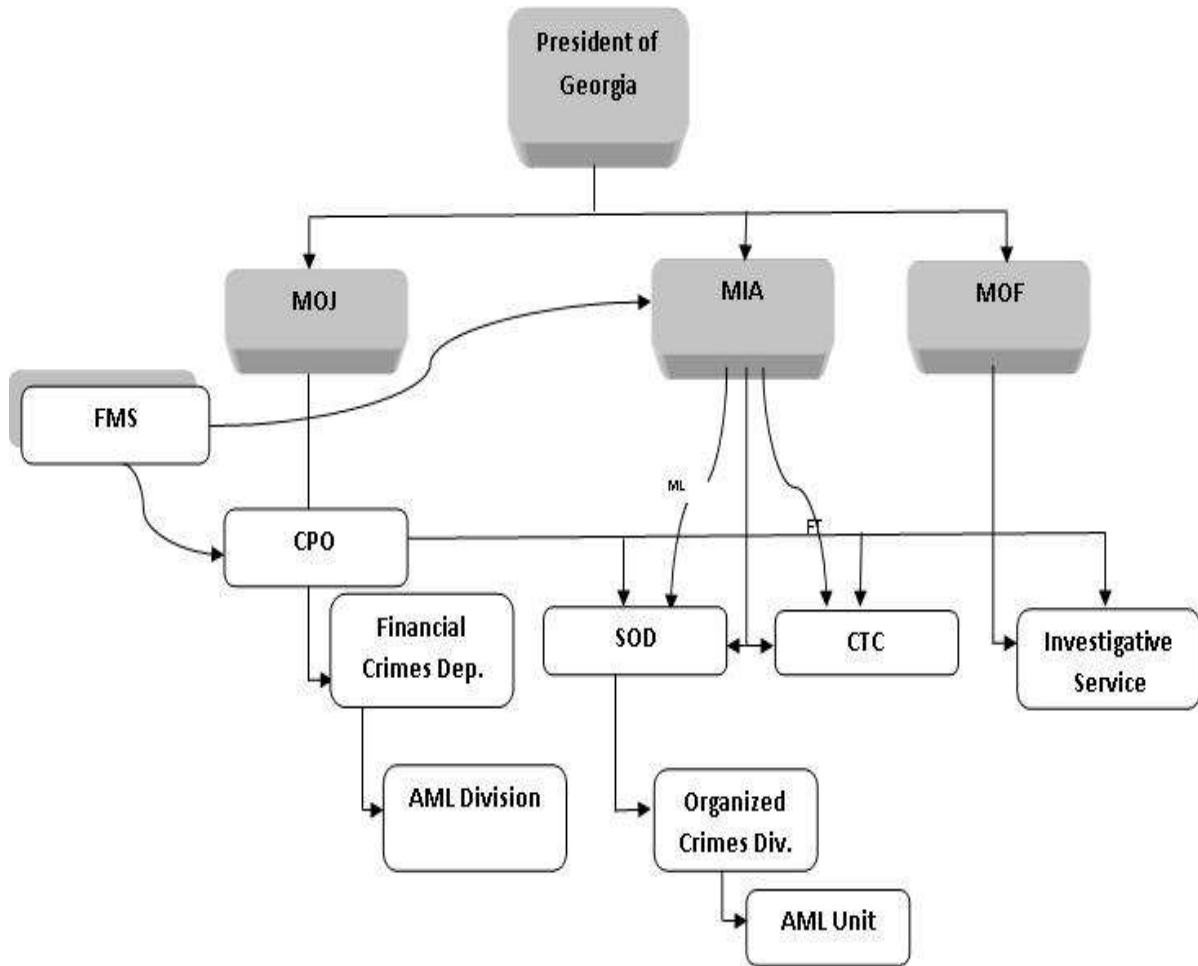 President of
Georgia
MOJ
MIA
MOF
FMS
ML
FT
CPO
Financial
Crimes Dep.
SOD
CTC
Investigative
Service
AML Division
Organized
Crimes Div.
AML Unit